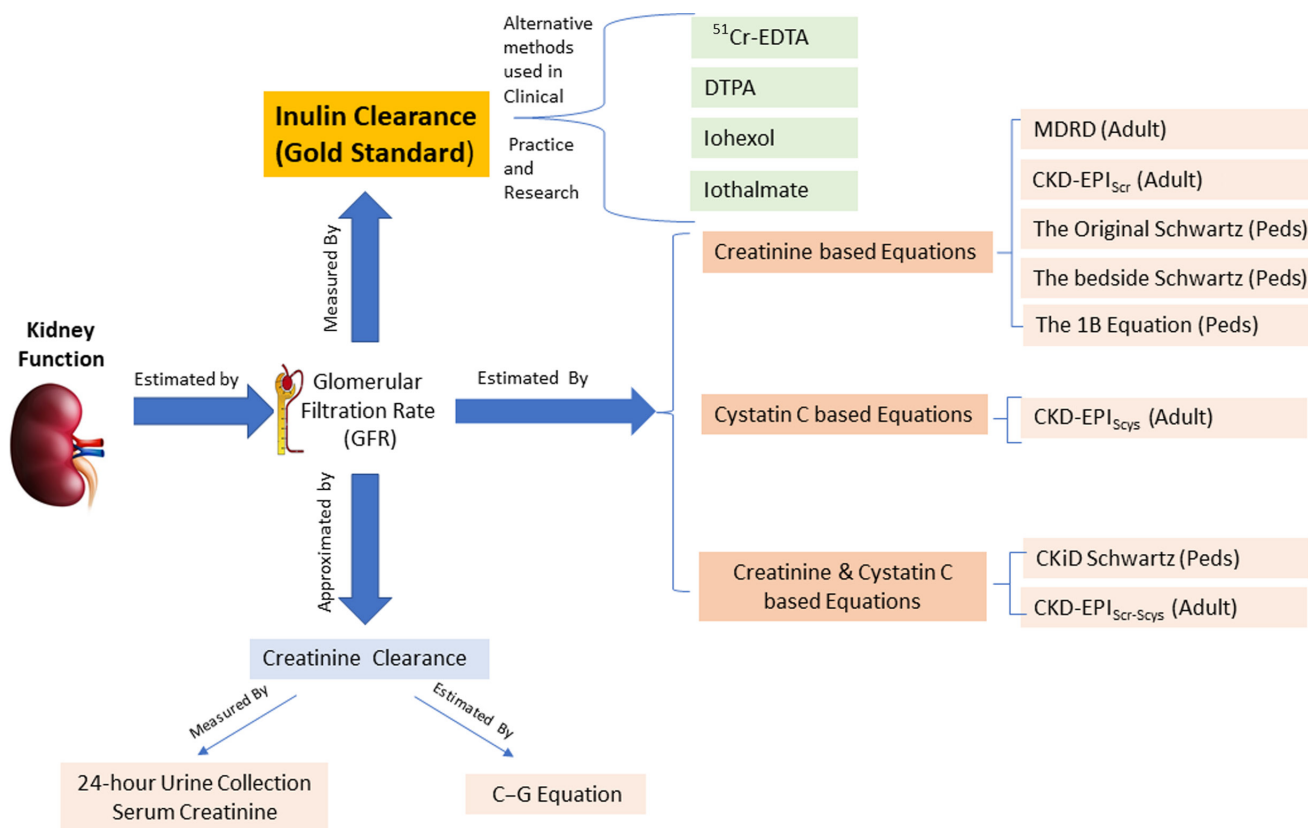 Kidney
Function
Estimated by
Glomerular
Filtration Rate
(GFR)
Measured By
Inulin Clearance
(Gold Standard)
Alternative
methods
used in
Clinical
Practice and
Research
⁵¹Cr-EDTA
DTPA
Iohexol
Iothalmate
Estimated By
Creatinine based Equations
MDRD (Adult)
CKD-EPIScr (Adult)
The Original Schwartz (Peds)
The bedside Schwartz (Peds)
The 1B Equation (Peds)
Cystatin C based Equations
CKD-EPIScys (Adult)
Creatinine & Cystatin C
based Equations
CKiD Schwartz (Peds)
CKD-EPIScr-Scys (Adult)
Approximated by
Creatinine Clearance
Measured By
24-hour Urine Collection
Serum Creatinine
Estimated By
C–G Equation